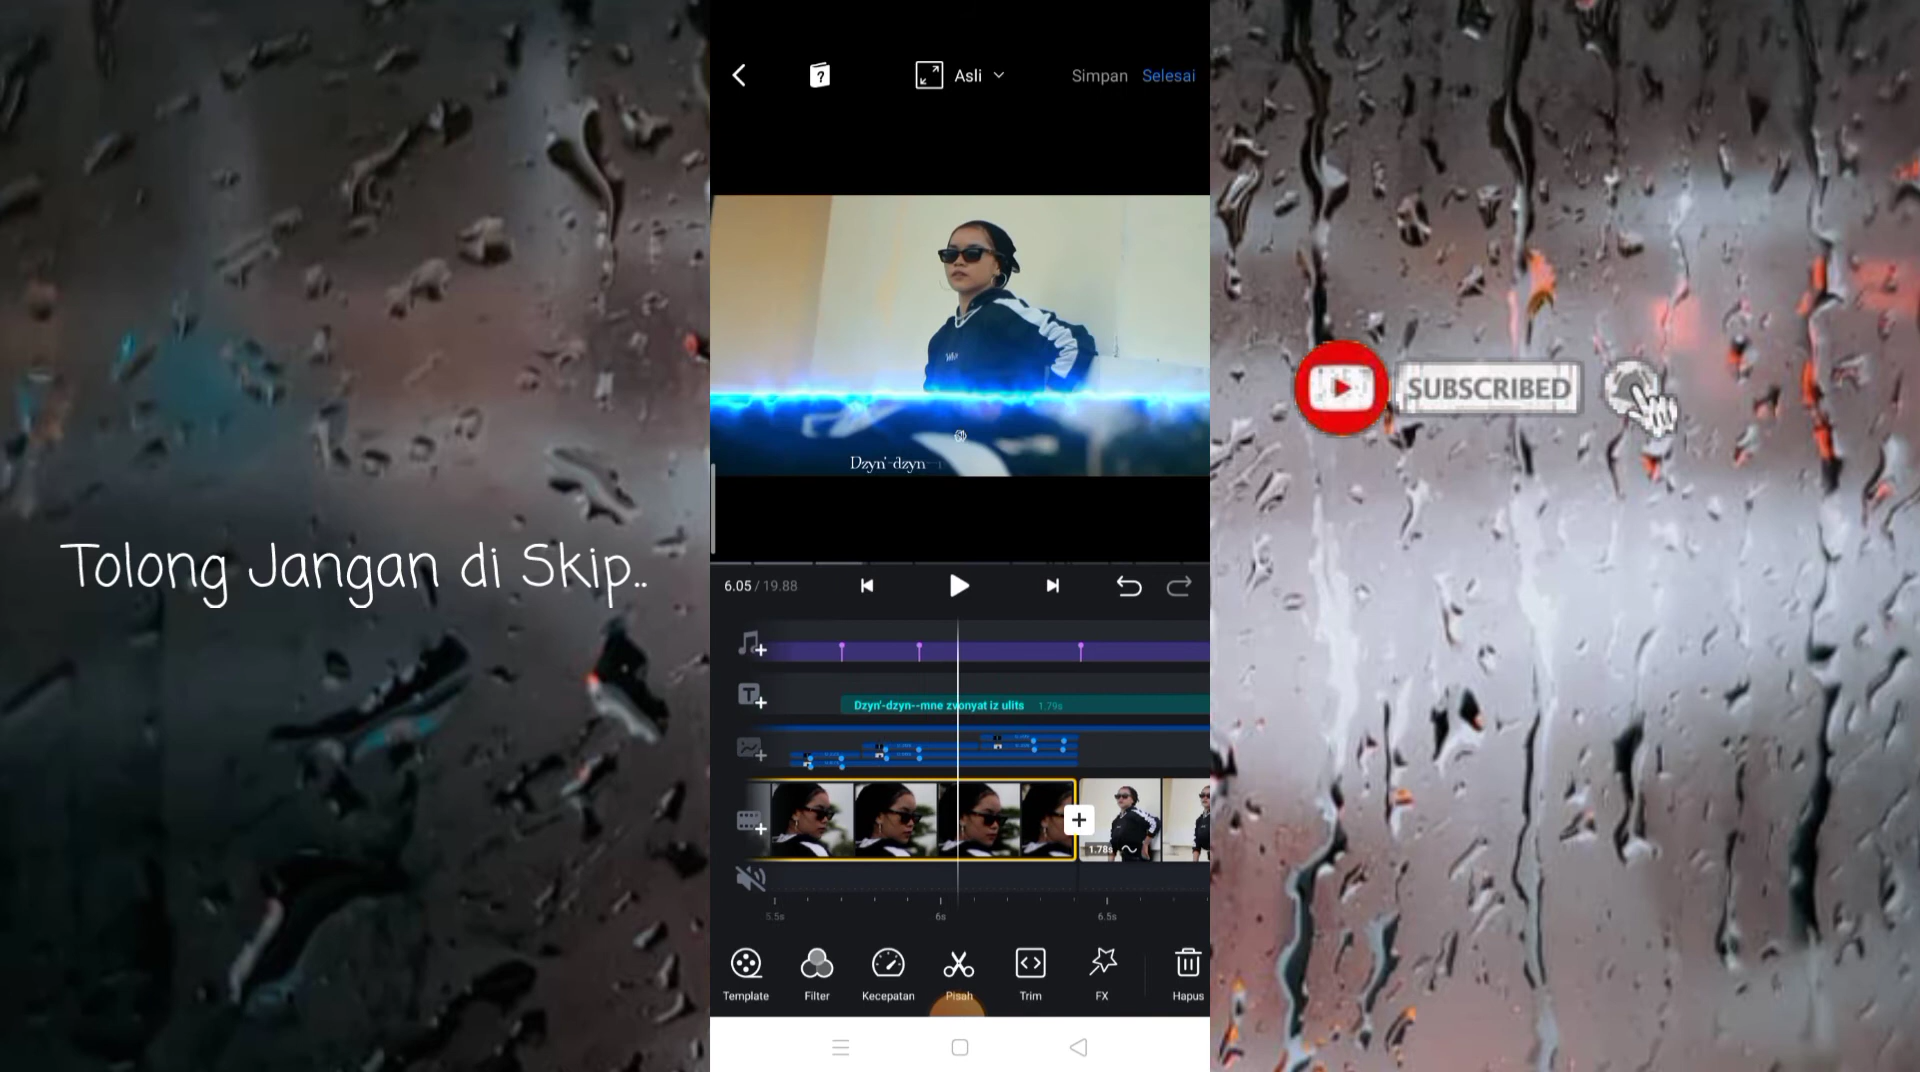 Asli
Simpan
Selesai
Dzyn'-dzyn
Tolong Jangan di Skip..
SUBSCRIBED
6.05 / 19.88
Dzyn'-dzyn--mne zvonyat iz ulits 1.79s
1.78s
5.5s
6s
6.5s
Template
Filter
Kecepatan
Pisah
Trim
FX
Hapus